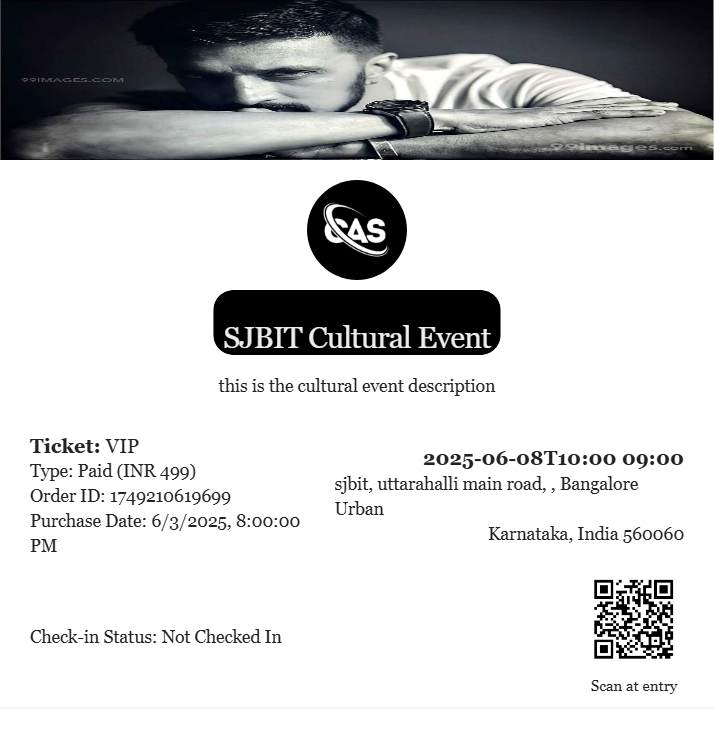 99IMAGES.COM
99images.com
CAS
SJBIT Cultural Event
this is the cultural event description
Ticket: VIP
Type: Paid (INR 499)
Order ID: 1749210619699
Purchase Date: 6/3/2025, 8:00:00
PM
2025-06-08T10:00 09:00
sjbit, uttarahalli main road, , Bangalore
Urban
Karnataka, India 560060
Check-in Status: Not Checked In
Scan at entry